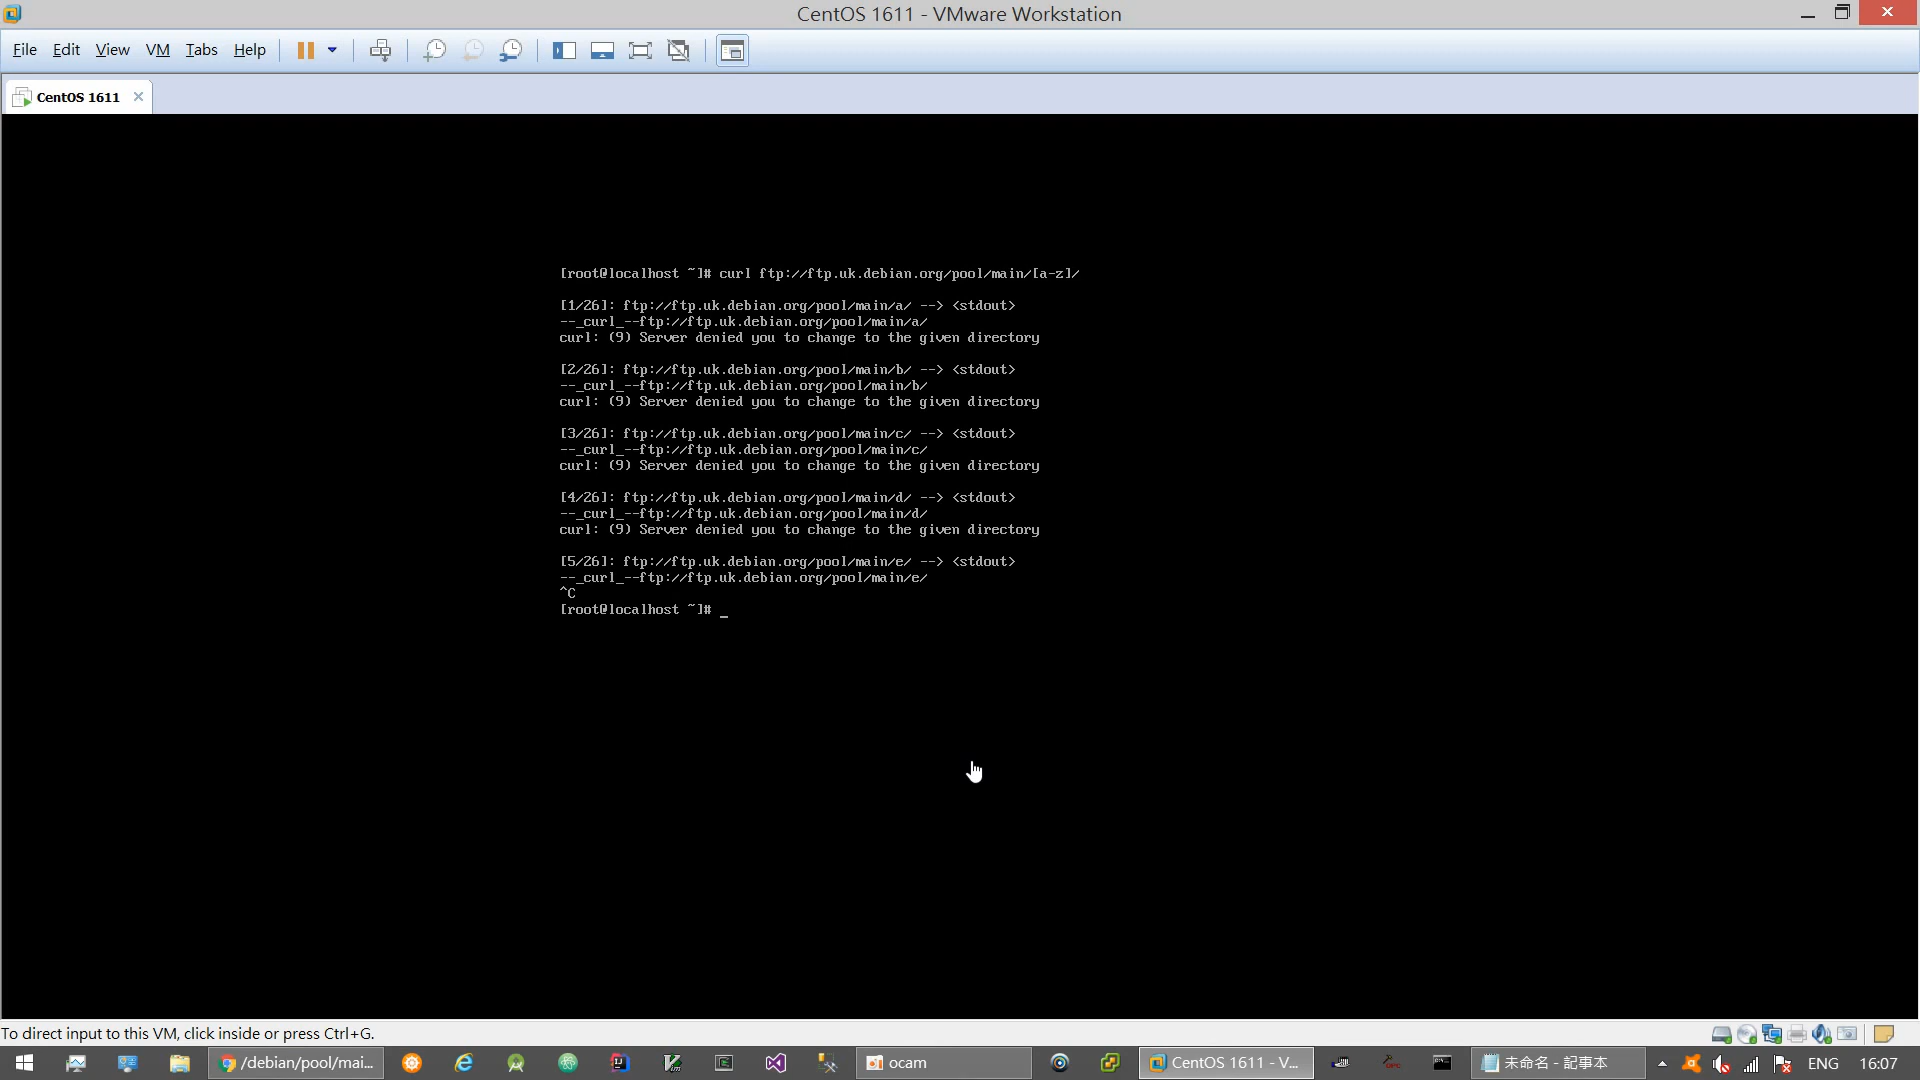 CentOS 1611 - VMware Workstation
File Edit View VM Tabs Help
CentOS 1611
[root@localhost ~]# curl ftp://ftp.uk.debian.org/pool/main/[a-z]/
[1/26]: ftp://ftp.uk.debian.org/pool/main/a/ --> <stdout>
--_curl_--ftp://ftp.uk.debian.org/pool/main/a/
curl: (9) Server denied you to change to the given directory
[2/26]: ftp://ftp.uk.debian.org/pool/main/b/ --> <stdout>
--_curl_--ftp://ftp.uk.debian.org/pool/main/b/
curl: (9) Server denied you to change to the given directory
[3/26]: ftp://ftp.uk.debian.org/pool/main/c/ --> <stdout>
--_curl_--ftp://ftp.uk.debian.org/pool/main/c/
curl: (9) Server denied you to change to the given directory
[4/26]: ftp://ftp.uk.debian.org/pool/main/d/ --> <stdout>
--_curl_--ftp://ftp.uk.debian.org/pool/main/d/
curl: (9) Server denied you to change to the given directory
[5/26]: ftp://ftp.uk.debian.org/pool/main/e/ --> <stdout>
--_curl_--ftp://ftp.uk.debian.org/pool/main/e/
^C
[root@localhost ~]# _
To direct input to this VM, click inside or press Ctrl+G.
/debian/pool/mai... ocam CentOS 1611 - V... 未命名 - 記事本 ENG 16:07